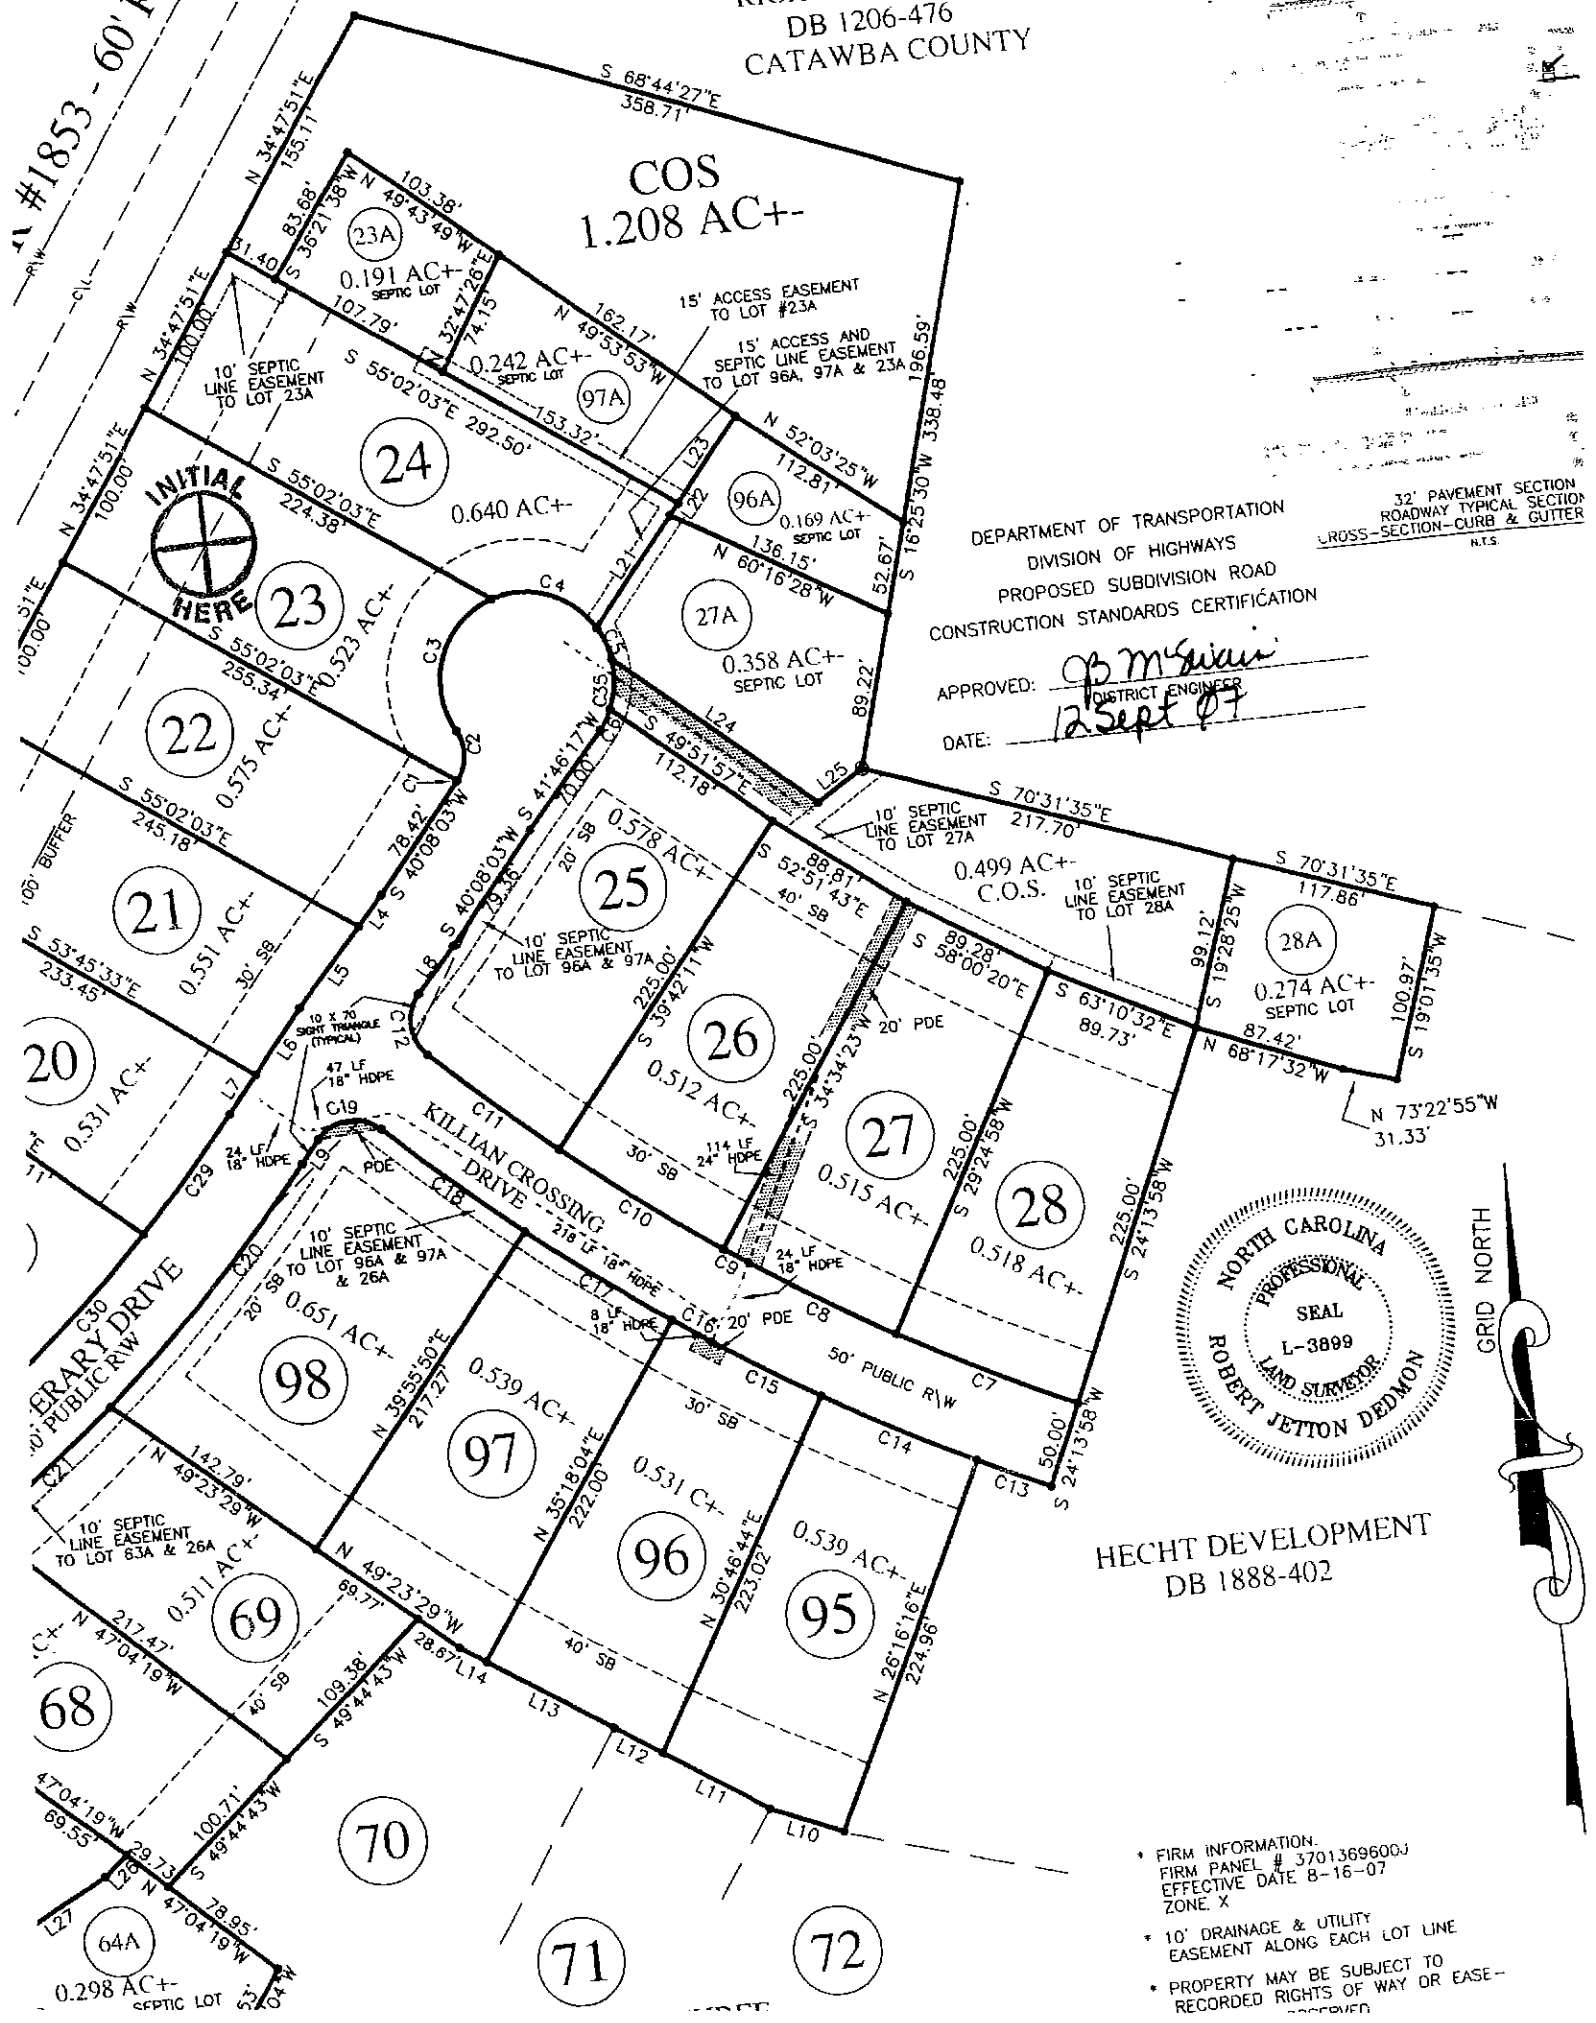 #1853 - 60'
R\W
C\L
R\W
DB 1206-476
CATAWBA COUNTY
S 68°44'27"E
358.71'
N 34°47'51"E
155.11'
COS
1.208 AC+-
103.38'
N 49°43'49"W
83.68'
S 36°21'38"W
23A
0.191 AC+-
SEPTIC LOT
31.40'
107.79'
N 32°47'26"E
74.15'
162.17'
N 49°53'53"W
15' ACCESS EASEMENT
TO LOT #23A
15' ACCESS AND
SEPTIC LINE EASEMENT
TO LOT 96A, 97A & 23A
0.242 AC+-
SEPTIC LOT
97A
153.32'
196.59'
S 16°25'30"W 338.48'
N 34°47'51"E
100.00'
10' SEPTIC
LINE EASEMENT
TO LOT 23A
S 55°02'03"E 292.50'
24
0.640 AC+-
L23
L22
L21
N 52°03'25"W
112.81'
96A
0.169 AC+-
SEPTIC LOT
136.15'
N 60°16'28"W
52.67'
N 34°47'51"E
100.00'
INITIAL
HERE
S 55°02'03"E
224.38'
23
0.523 AC+-
C4
C3
C5
C35
C6
C2
C1
27A
0.358 AC+-
SEPTIC LOT
89.22'
L24
L25
DEPARTMENT OF TRANSPORTATION
DIVISION OF HIGHWAYS
PROPOSED SUBDIVISION ROAD
CONSTRUCTION STANDARDS CERTIFICATION
APPROVED:
DISTRICT ENGINEER
DATE: 12 Sept 07
32' PAVEMENT SECTION
ROADWAY TYPICAL SECTION
CROSS-SECTION-CURB & GUTTER
N.T.S.
51"E
S 55°02'03"E
255.34'
22
0.575 AC+-
S 49°51'57"E
112.18'
S 41°46'17"W
70.00'
78.42'
S 40°08'03"W
S 40°08'03"W
79.36'
S 55°02'03"E
245.18'
21
0.551 AC+-
30' SB
L4
L5
L6
L7
L8
0.578 AC+-
20' SB
25
10' SEPTIC
LINE EASEMENT
TO LOT 96A & 97A
88.81'
S 52°51'43"E
40' SB
225.00'
S 39°42'11"W
10' SEPTIC
LINE EASEMENT
TO LOT 27A
S 70°31'35"E
217.70'
0.499 AC+-
C.O.S.
10' SEPTIC
LINE EASEMENT
TO LOT 28A
S 70°31'35"E
117.86'
99.12'
S 19°28'25"W
28A
0.274 AC+-
SEPTIC LOT
100.97'
S 19°01'35"W
87.42'
N 68°17'32"W
N 73°22'55"W
31.33'
89.28'
S 58°00'20"E
S 63°10'32"E
89.73'
20' PDE
S 53°45'33"E
233.45'
20
0.531 AC+-
10 X 70
SIGHT TRIANGLE
(TYPICAL)
C12
47 LF
18" HDPE
C19
24 LF
18" HDPE
L9
PDE
C11
26
0.512 AC+-
225.00'
S 34°34'23"W
114 LF
24" HDPE
30' SB
27
0.515 AC+-
225.00'
S 29°24'58"W
28
0.518 AC+-
225.00'
S 24°13'58"W
KILLIAN CROSSING
DRIVE
C18
C10
C9
24 LF
18" HDPE
C8
218 LF 18" HDPE
C17
8 LF
18" HDPE
C16
20' PDE
C15
50' PUBLIC R\W
C7
C14
C13
50.00'
S 24°13'58"W
C29
C30
C20
C21
20' SB
10' SEPTIC
LINE EASEMENT
TO LOT 96A & 97A
& 26A
0.651 AC+-
98
N 39°55'50"E
217.27'
0.539 AC+-
97
N 35°18'04"E
222.00'
30' SB
0.531 C+-
96
N 30°46'44"E
223.02'
0.539 AC+-
95
N 26°16'16"E
224.96'
40' SB
ERARY DRIVE
PUBLIC R\W
142.79'
N 49°23'29"W
10' SEPTIC
LINE EASEMENT
TO LOT 63A & 26A
0.511 AC+-
69
N 49°23'29"W
69.77'
28.67'
L14
L13
L12
L11
L10
217.47'
N 47°04'19"W
40' SB
109.38'
S 49°44'43"W
68
47°04'19"W
69.55'
100.71'
S 49°44'43"W
29.73'
L26
L27
78.95'
N 47°04'19"W
64A
0.298 AC+-
SEPTIC LOT
70
71
72
NORTH CAROLINA
PROFESSIONAL
SEAL
L-3899
LAND SURVEYOR
ROBERT JETTON DEDMON
GRID NORTH
HECHT DEVELOPMENT
DB 1888-402
* FIRM INFORMATION.
FIRM PANEL # 3701369600J
EFFECTIVE DATE 8-16-07
ZONE X
* 10' DRAINAGE & UTILITY
EASEMENT ALONG EACH LOT LINE
* PROPERTY MAY BE SUBJECT TO
RECORDED RIGHTS OF WAY OR EASE-